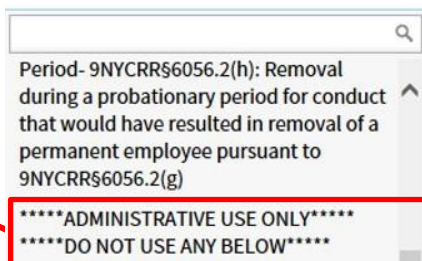 Period- 9NYCRR§6056.2(h): Removal
during a probationary period for conduct
that would have resulted in removal of a
permanent employee pursuant to
9NYCRR§6056.2(g)
*****ADMINISTRATIVE USE ONLY*****
*****DO NOT USE ANY BELOW*****